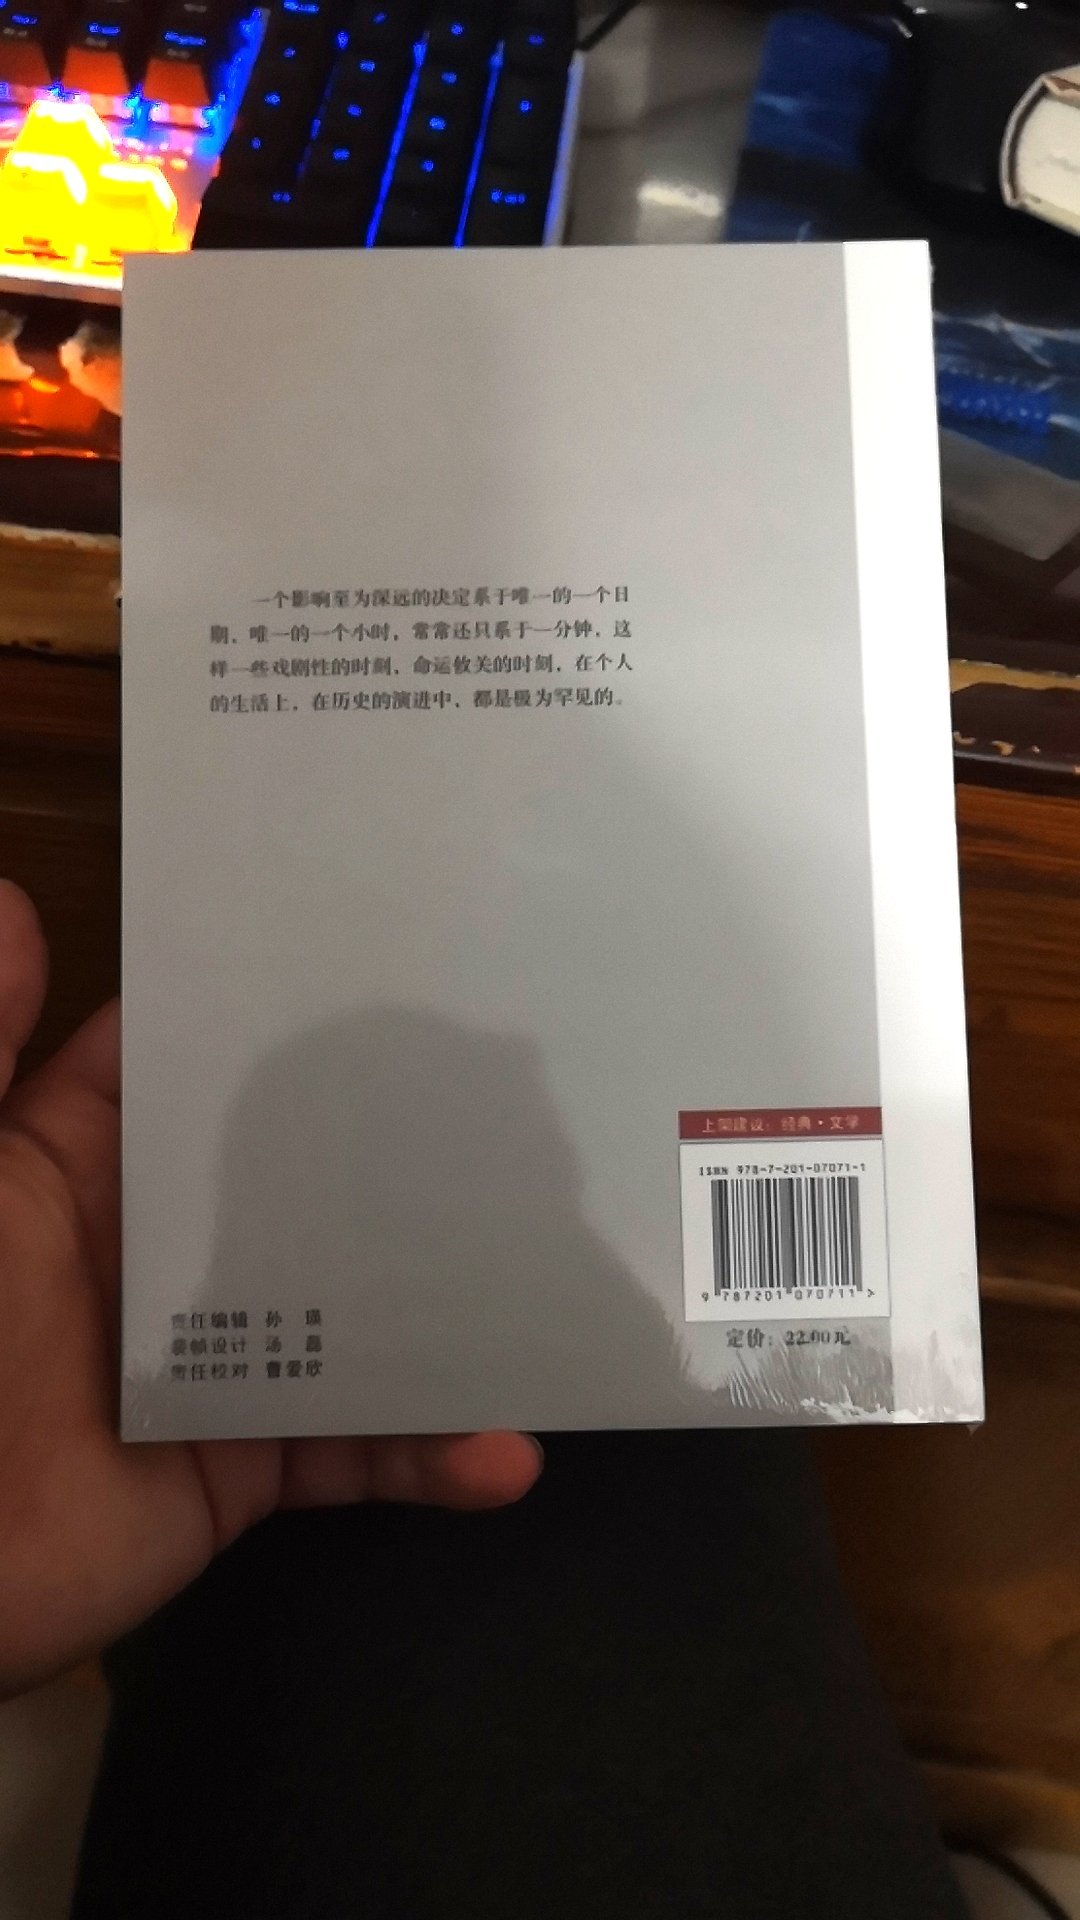 一个影响至为深远的决定系于唯一的一个日
期，唯一的一个小时，常常还只系于一分钟，这
样一些戏剧性的时刻，命运攸关的时刻，在个人
的生活上，在历史的演进中，都是极为罕见的。
上架建议：经典·文学
ISBN 978-7-201-07071-1
9 787201 070711 >
定价：22.00元
责任编辑 孙 瑛
装帧设计 汤 磊
责任校对 曹爱欣